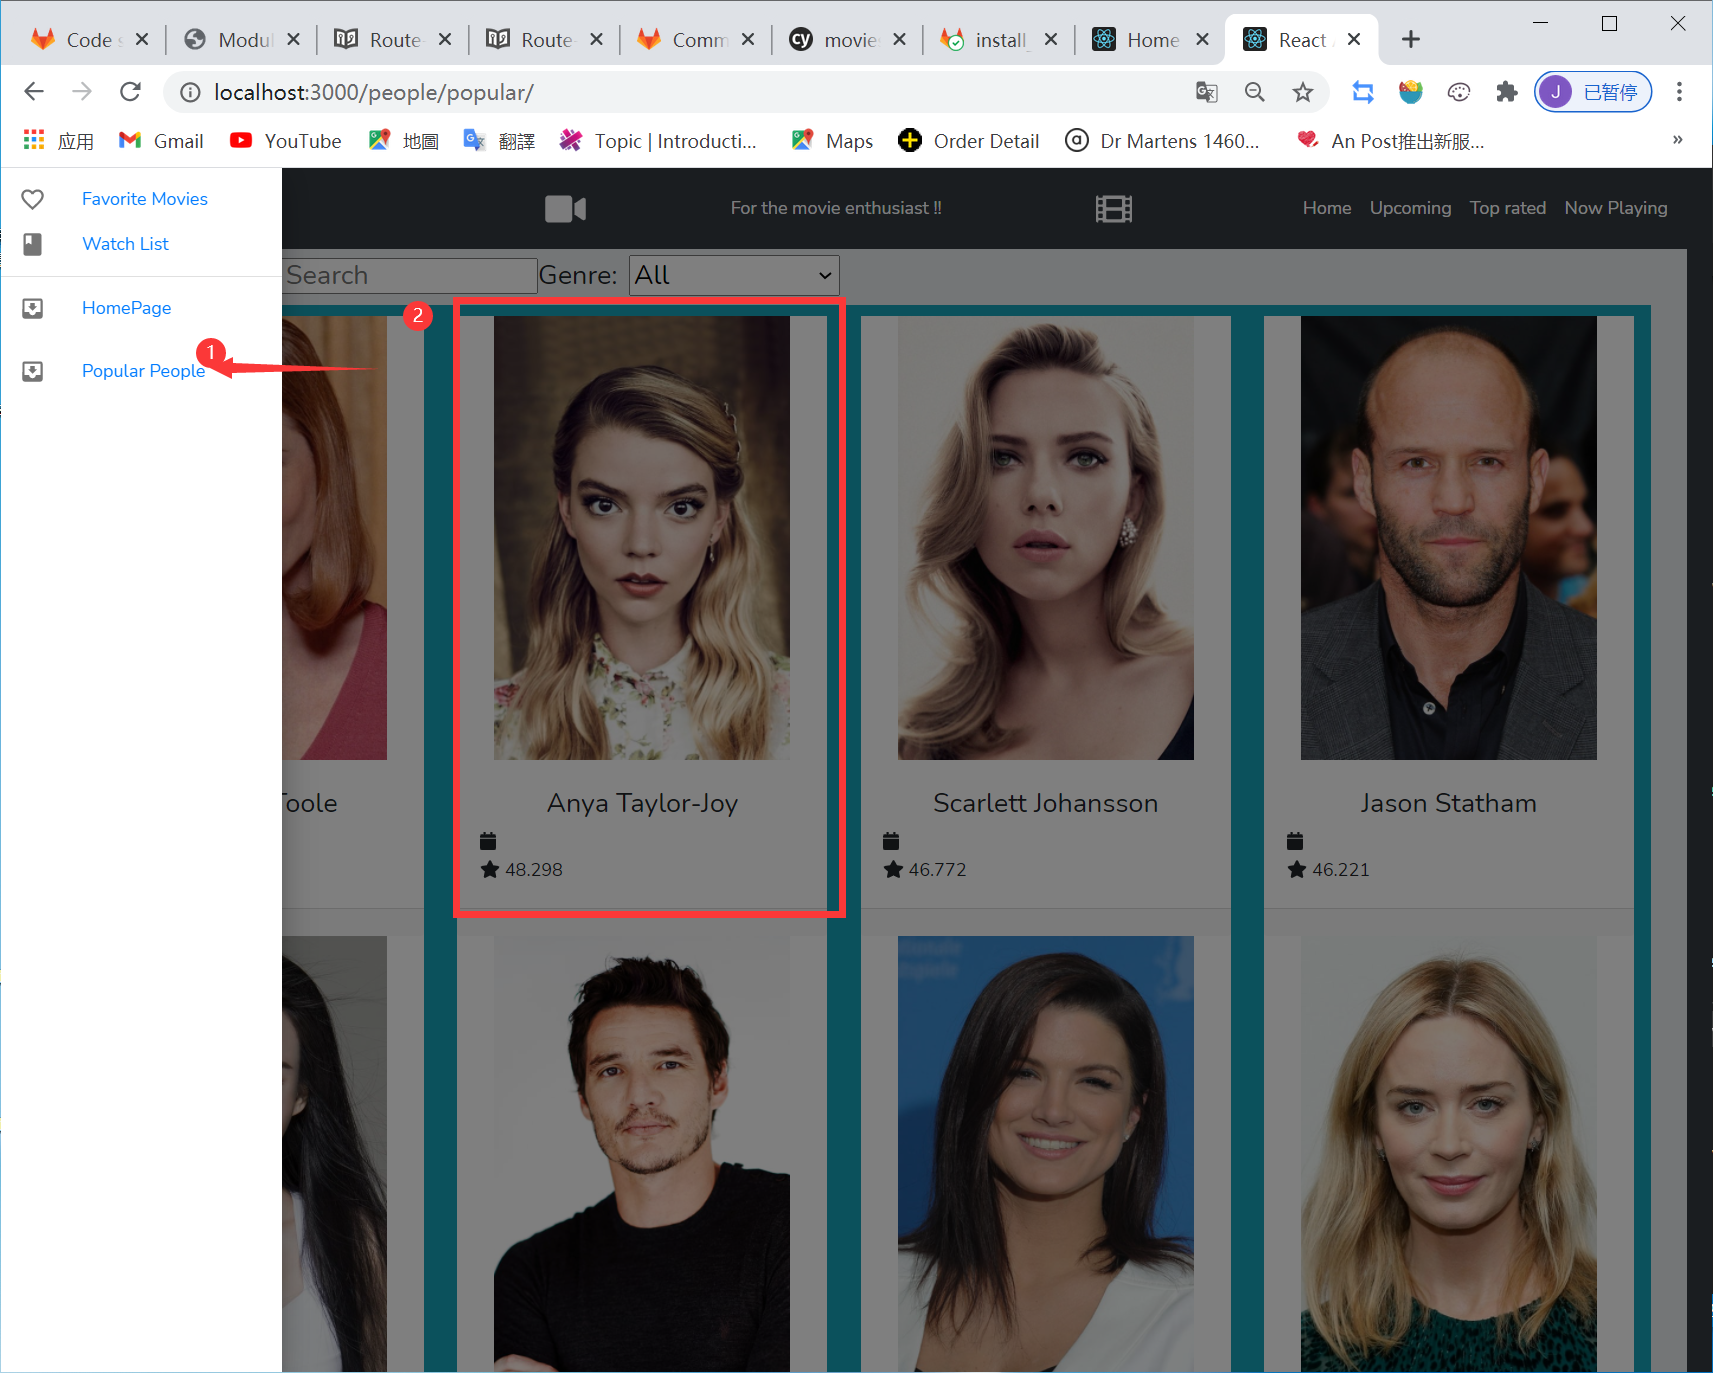 Code s
Modul
Route-
Route-
Comm
movie
install_
Home
React
localhost:3000/people/popular/
J 已暂停
应用
Gmail
YouTube
地圖
翻譯
Topic | Introducti...
Maps
Order Detail
Dr Martens 1460...
An Post推出新服...
»
Favorite Movies
Watch List
HomePage
Popular People
1
For the movie enthusiast !!
Home
Upcoming
Top rated
Now Playing
Search
Genre:
All
2
Toole
Anya Taylor-Joy
48.298
Scarlett Johansson
46.772
Jason Statham
46.221